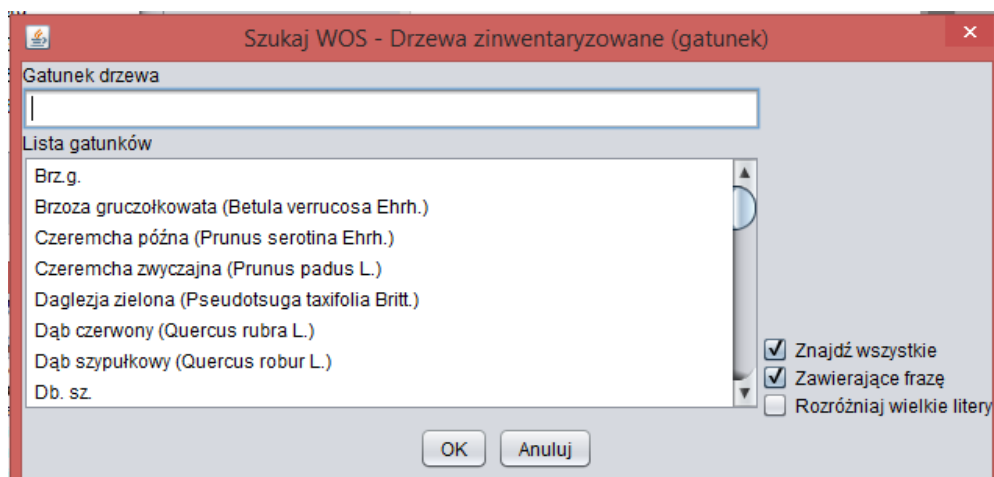 Szukaj WOS - Drzewa zinwentaryzowane (gatunek)
Gatunek drzewa
Lista gatunków
Brz.g.
Brzoza gruczołkowata (Betula verrucosa Ehrh.)
Czeremcha późna (Prunus serotina Ehrh.)
Czeremcha zwyczajna (Prunus padus L.)
Daglezja zielona (Pseudotsuga taxifolia Britt.)
Dąb czerwony (Quercus rubra L.)
Dąb szypułkowy (Quercus robur L.)
Db. sz.
Znajdź wszystkie
Zawierające frazę
Rozróżniaj wielkie litery
OK
Anuluj